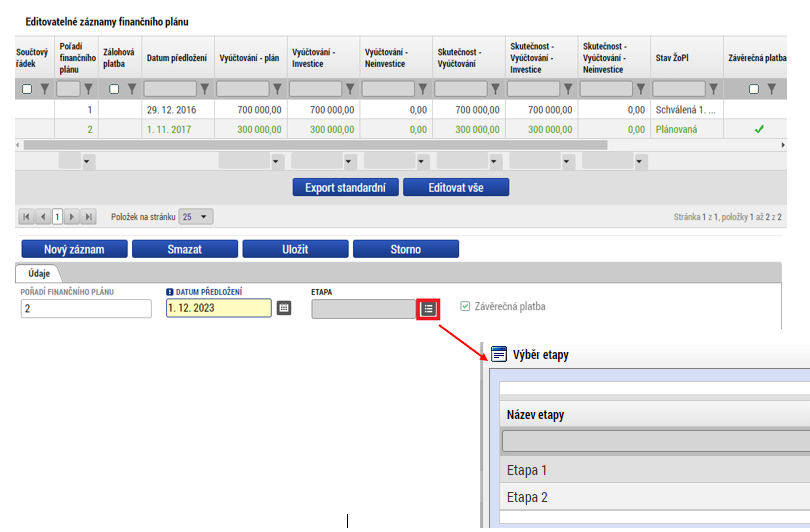 Editovatelné záznamy finančního plánu
Součtový řádek Pořadí finančního plánu Zálohová platba Datum předložení Vyúčtování - plán Vyúčtování - Investice Vyúčtování - Neinvestice Skutečnost - Vyúčtování Skutečnost - Vyúčtování - Investice Skutečnost - Vyúčtování - Neinvestice Stav ŽoPl Závěrečná platba
1 29. 12. 2016 700 000,00 700 000,00 0,00 700 000,00 700 000,00 0,00 Schválená 1. ...
2 1. 11. 2017 300 000,00 300 000,00 0,00 300 000,00 300 000,00 0,00 Plánovaná
Export standardní Editovat vše
1 Položek na stránku 25 Stránka 1 z 1, položky 1 až 2 z 2
Nový záznam Smazat Uložit Storno
Údaje
POŘADÍ FINANČNÍHO PLÁNU DATUM PŘEDLOŽENÍ ETAPA
2 1. 12. 2023 Závěrečná platba
Výběr etapy
Název etapy
Etapa 1
Etapa 2